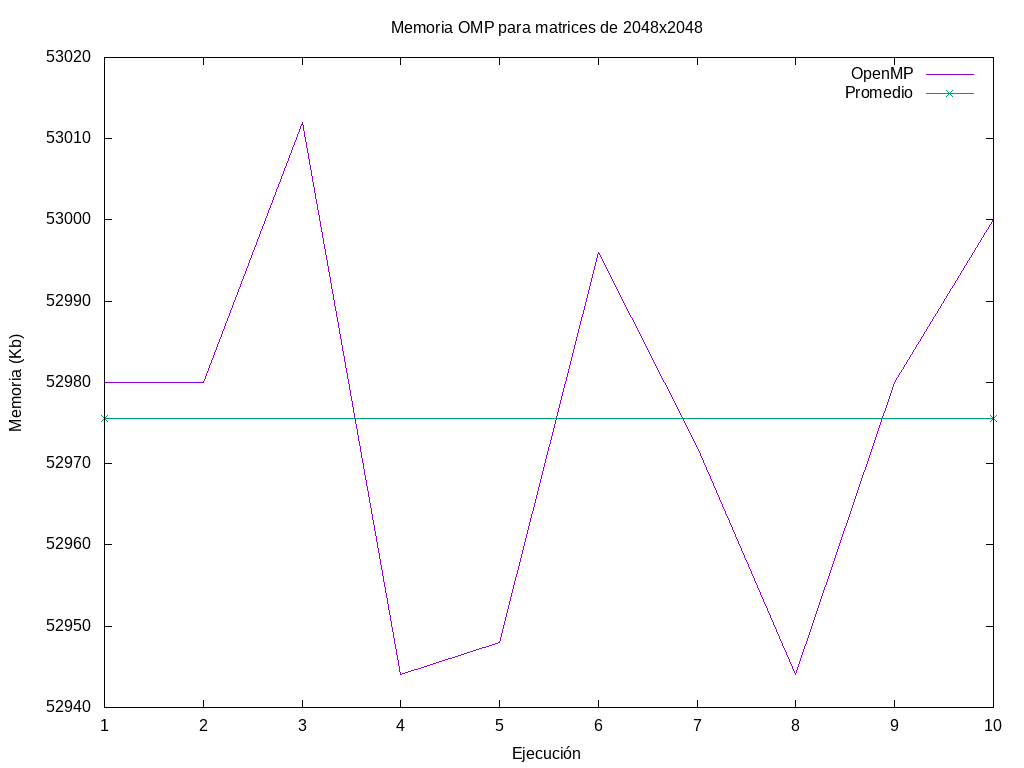 Memoria OMP para matrices de 2048x2048
53020
53010
53000
52990
52980
52970
52960
52950
52940
Memoria (Kb)
OpenMP
Promedio
1 2 3 4 5 6 7 8 9 10
Ejecución